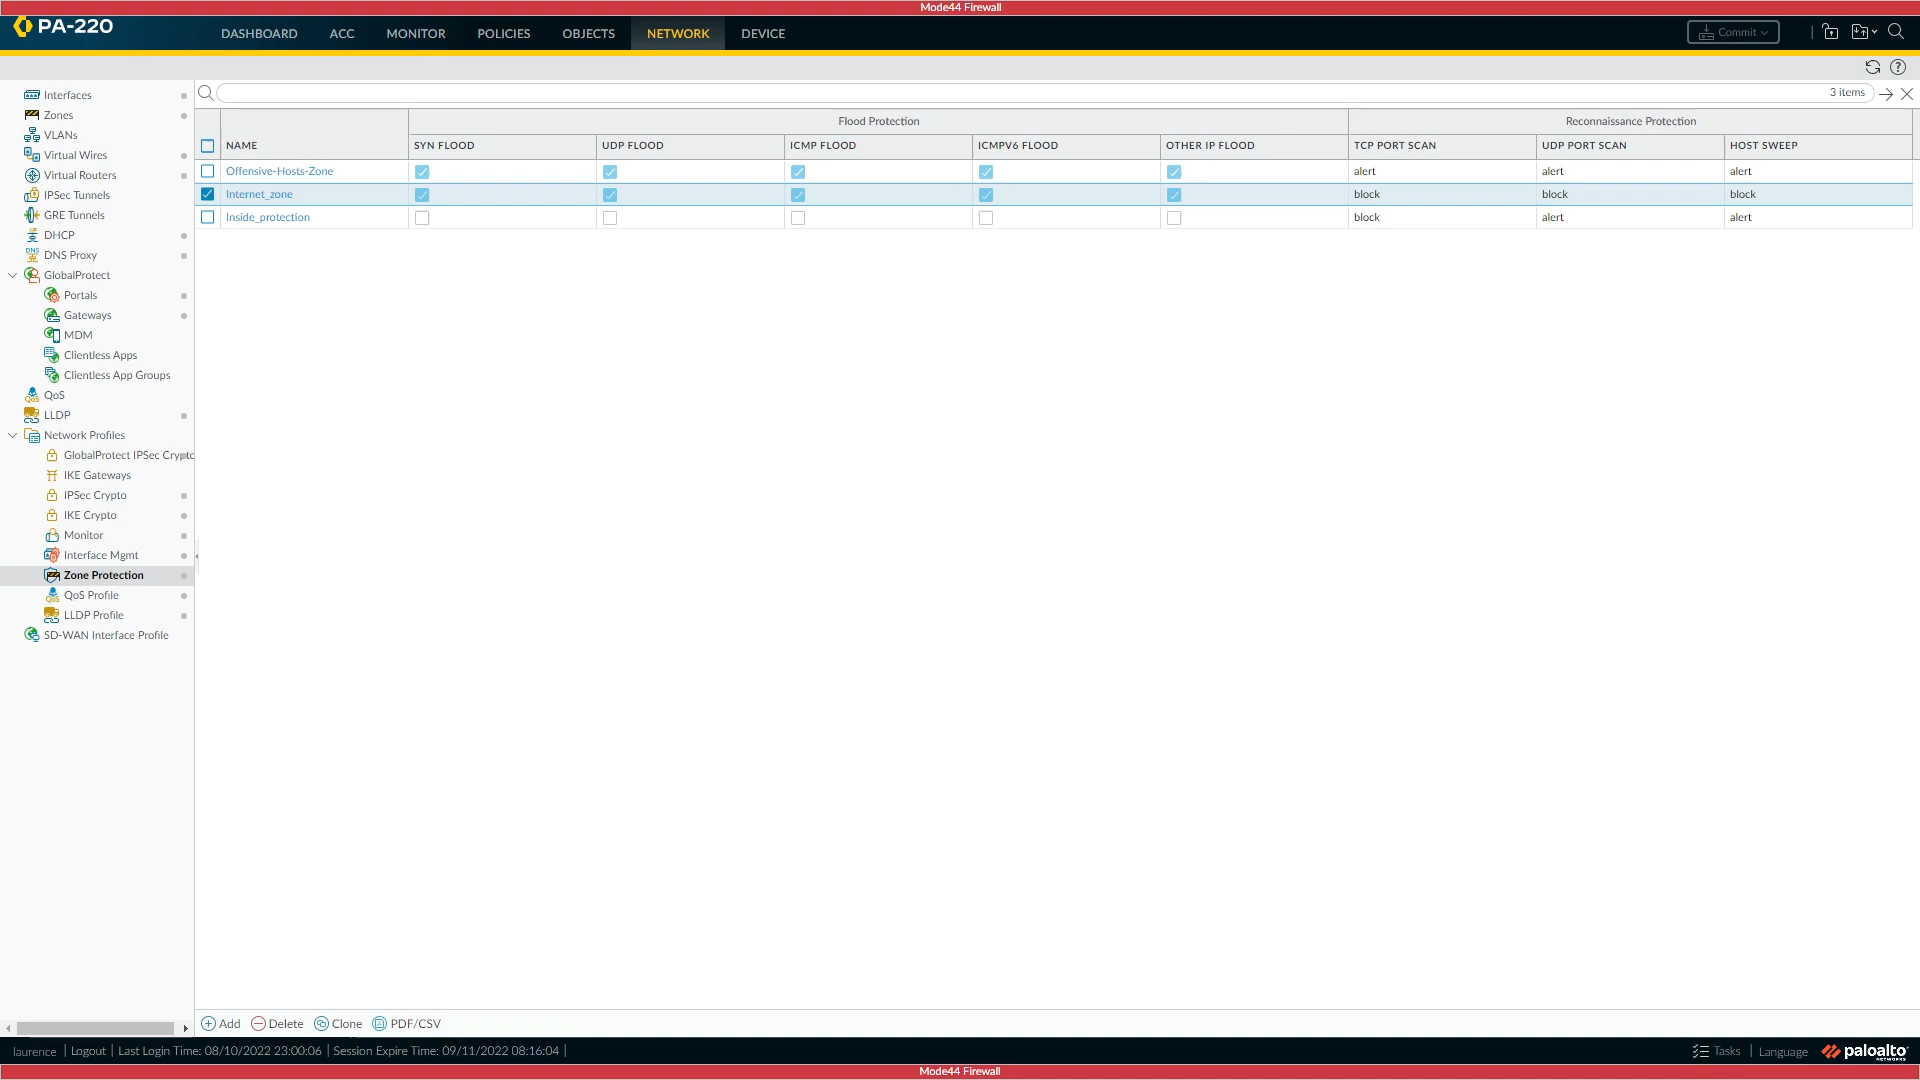 Mode44 Firewall
PA-220
DASHBOARD ACC MONITOR POLICIES OBJECTS NETWORK DEVICE
Commit
3 items
Interfaces
Zones
VLANs
Virtual Wires
Virtual Routers
IPSec Tunnels
GRE Tunnels
DHCP
DNS Proxy
GlobalProtect
Portals
Gateways
MDM
Clientless Apps
Clientless App Groups
QoS
LLDP
Network Profiles
GlobalProtect IPSec Crypto
IKE Gateways
IPSec Crypto
IKE Crypto
Monitor
Interface Mgmt
Zone Protection
QoS Profile
LLDP Profile
SD-WAN Interface Profile
Flood Protection Reconnaissance Protection
NAME SYN FLOOD UDP FLOOD ICMP FLOOD ICMPV6 FLOOD OTHER IP FLOOD TCP PORT SCAN UDP PORT SCAN HOST SWEEP
Offensive-Hosts-Zone alert alert alert
Internet_zone block block block
Inside_protection block alert alert
Add Delete Clone PDF/CSV
laurence | Logout | Last Login Time: 08/10/2022 23:00:06 | Session Expire Time: 09/11/2022 08:16:04 |
Tasks | Language paloalto NETWORKS
Mode44 Firewall